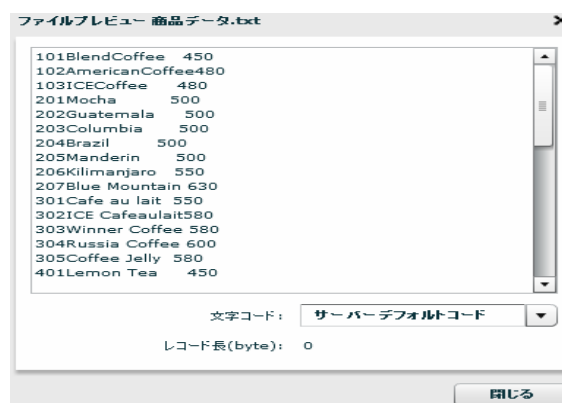 ファイルプレビュー 商品データ.txt
101BlendCoffee 450
102AmericanCoffee480
103ICECoffee 480
201Mocha 500
202Guatemala 500
203Columbia 500
204Brazil 500
205Manderin 500
206Kilimanjaro 550
207Blue Mountain 630
301Cafe au lait 550
302ICE Cafeaulait580
303Winner Coffee 580
304Russia Coffee 600
305Coffee Jelly 580
401Lemon Tea 450
文字コード: サーバーデフォルトコード
レコード長(byte): 0
閉じる